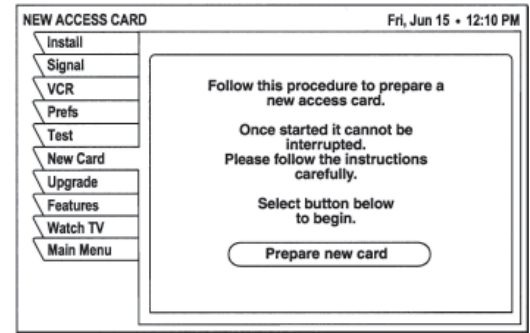 NEW ACCESS CARD Fri, Jun 15 • 12:10 PM
Install
Signal
VCR
Prefs
Test
New Card
Upgrade
Features
Watch TV
Main Menu
Follow this procedure to prepare a
new access card.
Once started it cannot be
interrupted.
Please follow the instructions
carefully.
Select button below
to begin.
Prepare new card